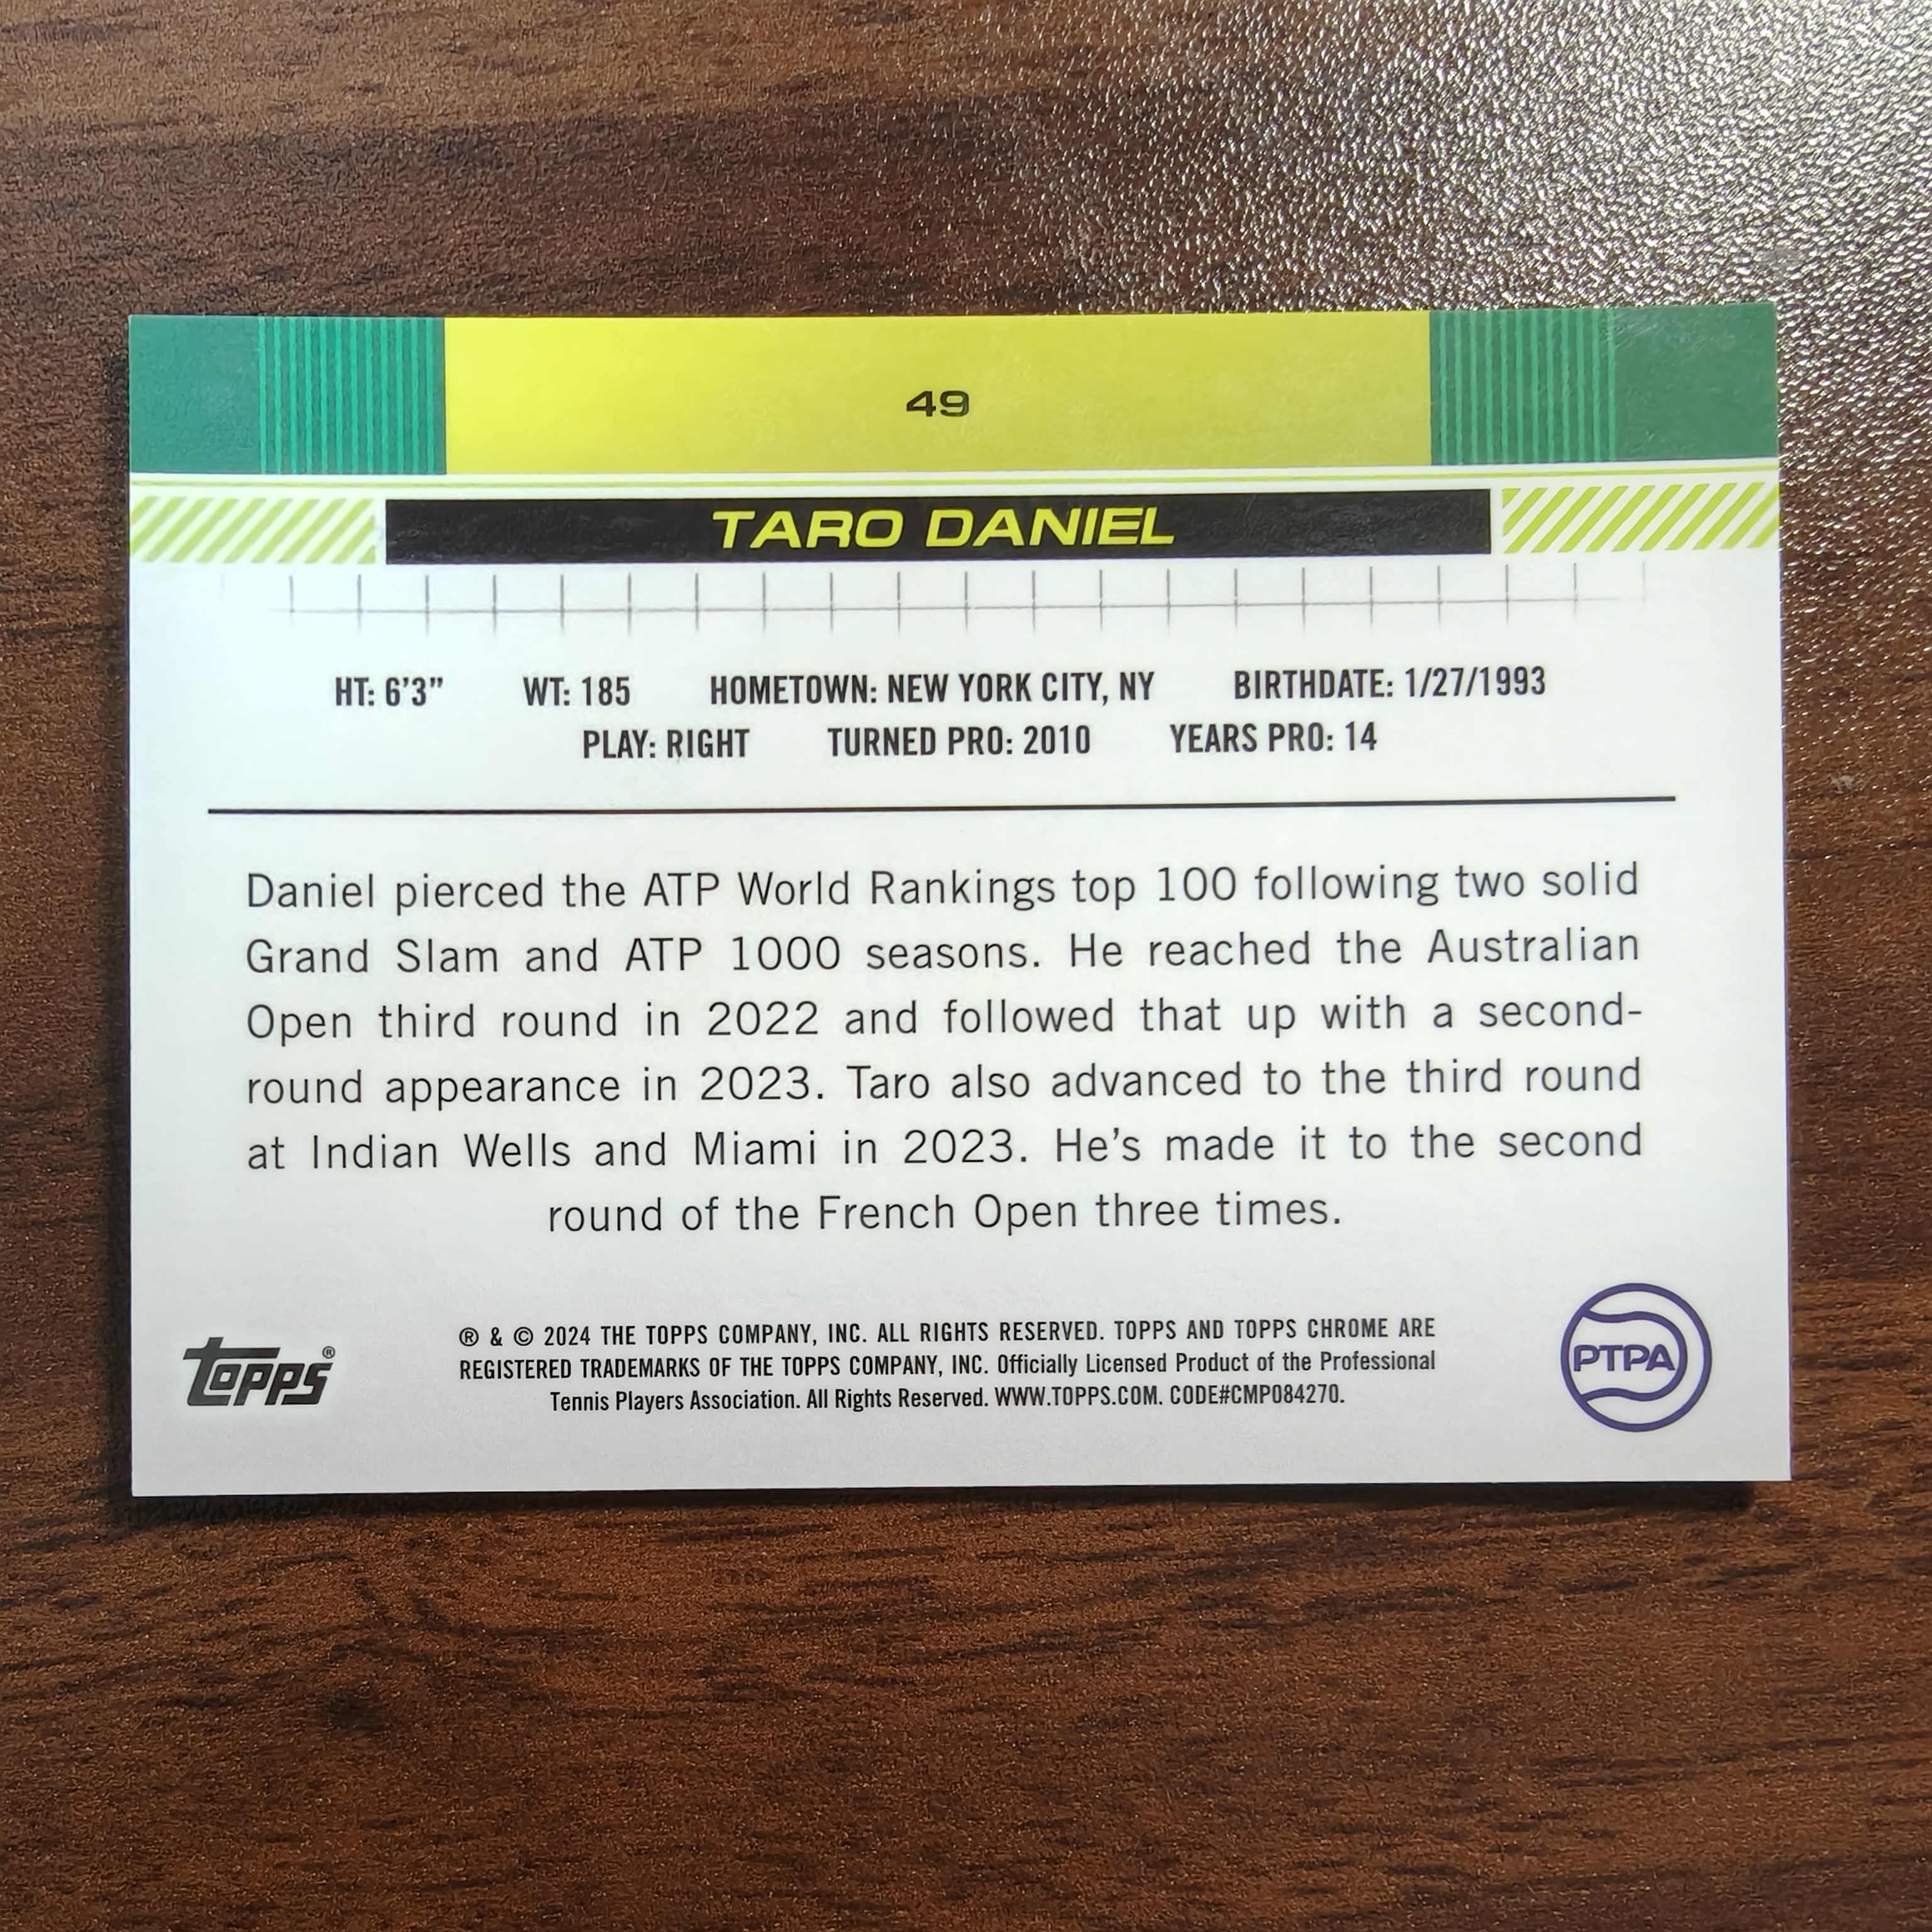 49
TARO DANIEL
HT: 6'3" WT: 185 HOMETOWN: NEW YORK CITY, NY BIRTHDATE: 1/27/1993
PLAY: RIGHT TURNED PRO: 2010 YEARS PRO: 14
Daniel pierced the ATP World Rankings top 100 following two solid
Grand Slam and ATP 1000 seasons. He reached the Australian
Open third round in 2022 and followed that up with a second-
round appearance in 2023. Taro also advanced to the third round
at Indian Wells and Miami in 2023. He's made it to the second
round of the French Open three times.
topps®
® & © 2024 THE TOPPS COMPANY, INC. ALL RIGHTS RESERVED. TOPPS AND TOPPS CHROME ARE
REGISTERED TRADEMARKS OF THE TOPPS COMPANY, INC. Officially Licensed Product of the Professional
Tennis Players Association. All Rights Reserved. WWW.TOPPS.COM. CODE#CMP084270.
PTPA